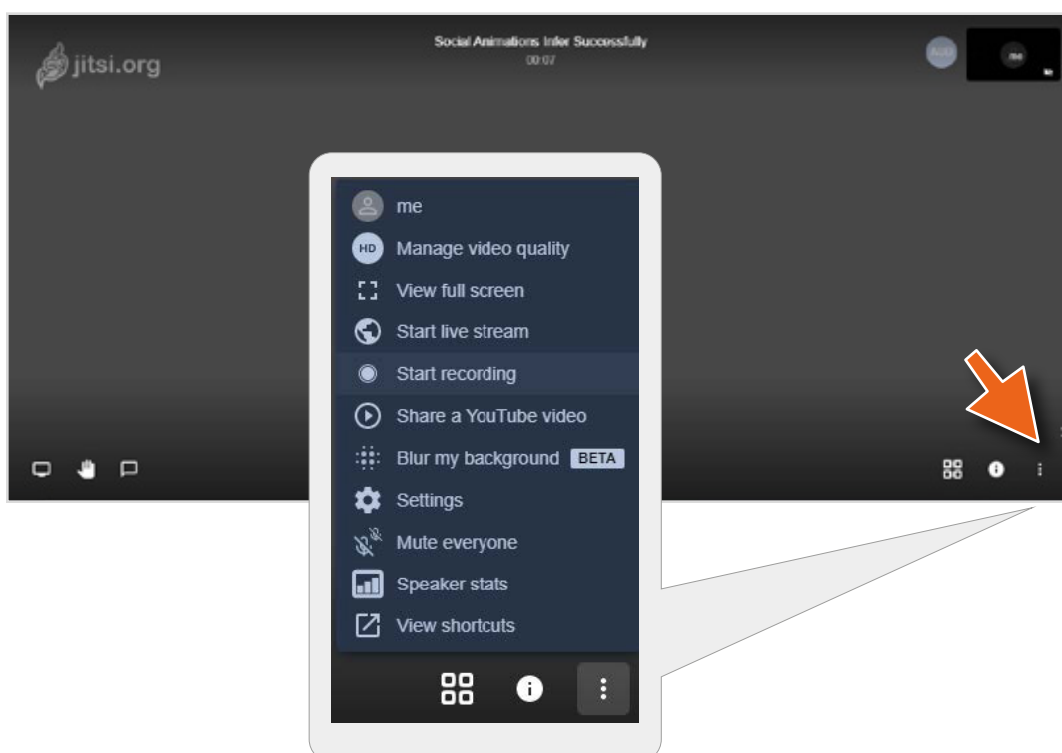 jitsi.org
Social Animations Infer Successfully
00:07
me
me
HD Manage video quality
View full screen
Start live stream
Start recording
Share a YouTube video
Blur my background BETA
Settings
Mute everyone
Speaker stats
View shortcuts